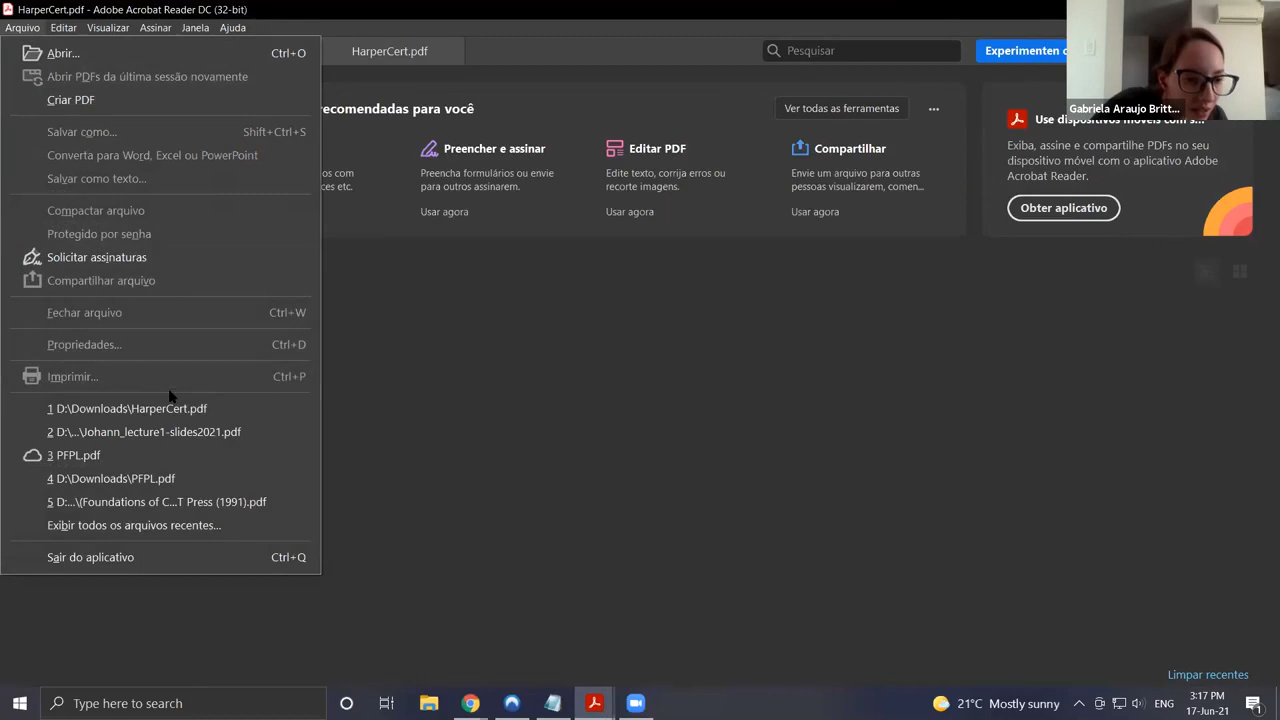 HarperCert.pdf - Adobe Acrobat Reader DC (32-bit)
Arquivo Editar Visualizar Assinar Janela Ajuda
Abrir... Ctrl+O
Abrir PDFs da última sessão novamente
Criar PDF
Salvar como... Shift+Ctrl+S
Converta para Word, Excel ou PowerPoint
Salvar como texto...
Compactar arquivo
Protegido por senha
Solicitar assinaturas
Compartilhar arquivo
Fechar arquivo Ctrl+W
Propriedades... Ctrl+D
Imprimir... Ctrl+P
1 D:\Downloads\HarperCert.pdf
2 D:\...\Johann_lecture1-slides2021.pdf
3 PFPL.pdf
4 D:\Downloads\PFPL.pdf
5 D:...\(Foundations of C...T Press (1991).pdf
Exibir todos os arquivos recentes...
Sair do aplicativo Ctrl+Q
HarperCert.pdf
Pesquisar
Experimenten
Gabriela Araujo Britt...
recomendadas para você
Ver todas as ferramentas
Preencher e assinar
Preencha formulários ou envie
para outros assinarem.
Usar agora
Editar PDF
Edite texto, corrija erros ou
recorte imagens.
Usar agora
Compartilhar
Envie um arquivo para outras
pessoas visualizarem, comen...
Usar agora
com
es etc.
Use dispositivos móveis com s...
Exiba, assine e compartilhe PDFs no seu
dispositivo móvel com o aplicativo Adobe
Acrobat Reader.
Obter aplicativo
Limpar recentes
Type here to search
21°C Mostly sunny
ENG
3:17 PM
17-Jun-21
1